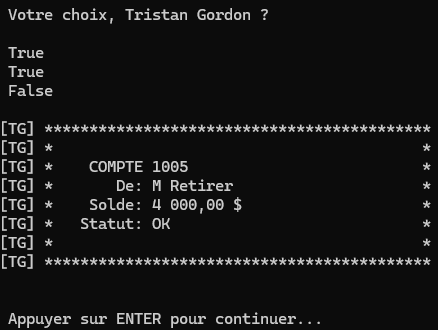 Votre choix, Tristan Gordon ?
True
True
False
[TG] *******************************************
[TG] *                                         *
[TG] *    COMPTE 1005                          *
[TG] *       De: M Retirer                     *
[TG] *    Solde: 4 000,00 $                    *
[TG] *   Statut: OK                            *
[TG] *                                         *
[TG] *******************************************
Appuyer sur ENTER pour continuer...